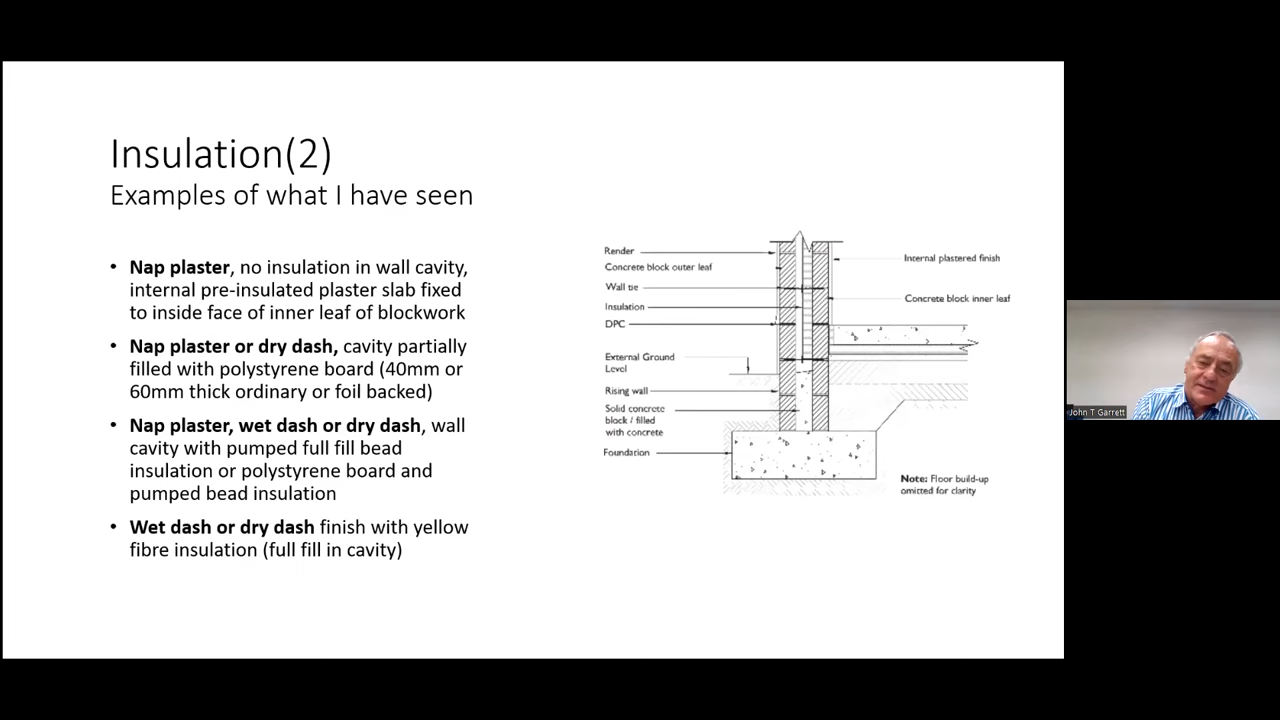 Insulation(2)
Examples of what I have seen
• Nap plaster, no insulation in wall cavity,
internal pre-insulated plaster slab fixed
to inside face of inner leaf of blockwork
• Nap plaster or dry dash, cavity partially
filled with polystyrene board (40mm or
60mm thick ordinary or foil backed)
• Nap plaster, wet dash or dry dash, wall
cavity with pumped full fill bead
insulation or polystyrene board and
pumped bead insulation
• Wet dash or dry dash finish with yellow
fibre insulation (full fill in cavity)
Render
Concrete block outer leaf
Wall tie
Insulation
DPC
External Ground
Level
Rising wall
Solid concrete
block / filled
with concrete
Foundation
Internal plastered finish
Concrete block inner leaf
Note: Floor build-up
omitted for clarity
John T Garrett